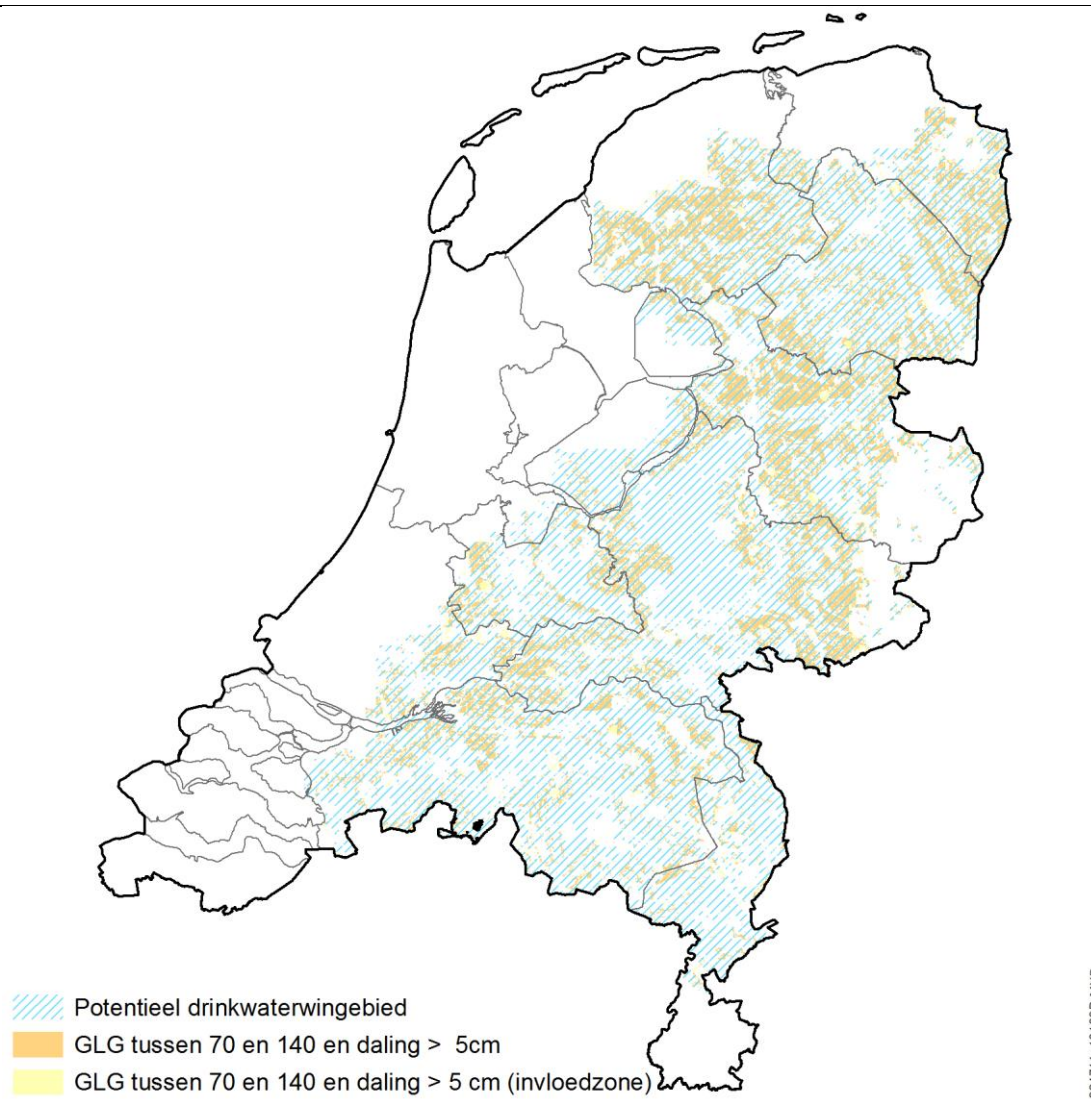 Potentieel drinkwaterwingebied
GLG tussen 70 en 140 en daling > 5cm
GLG tussen 70 en 140 en daling > 5 cm (invloedzone)